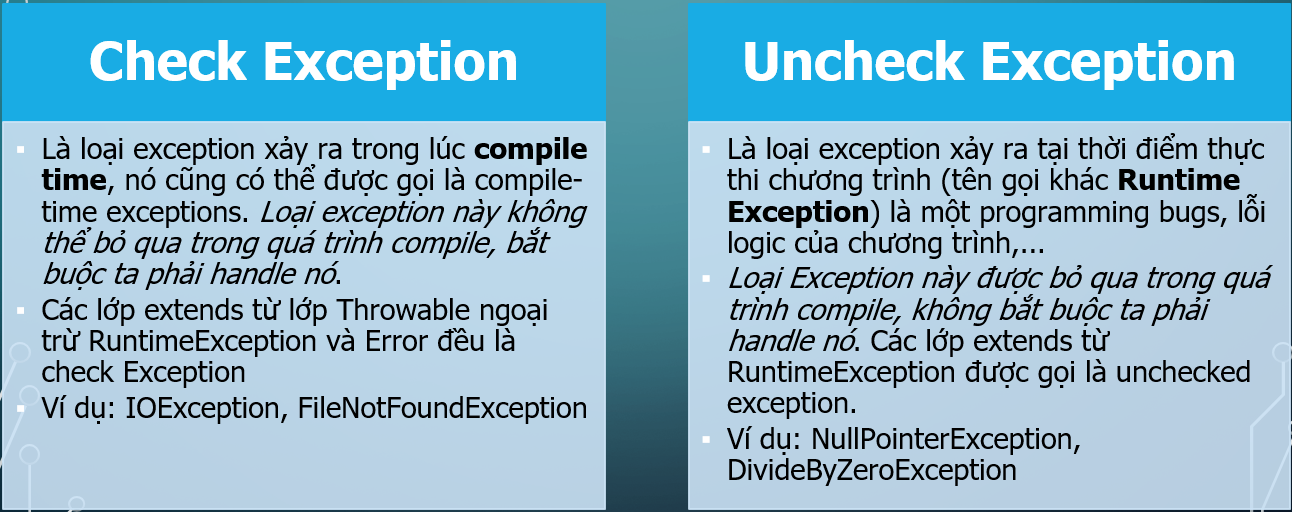 Check Exception
Là loại exception xảy ra trong lúc compile
time, nó cũng có thể được gọi là compile-
time exceptions. Loại exception này không
thể bỏ qua trong quá trình compile, bắt
buộc ta phải handle nó.
Các lớp extends từ lớp Throwable ngoại
trừ RuntimeException và Error đều là
check Exception
Ví dụ: IOException, FileNotFoundException
Uncheck Exception
Là loại exception xảy ra tại thời điểm thực
thi chương trình (tên gọi khác Runtime
Exception) là một programming bugs, lỗi
logic của chương trình,...
Loại Exception này được bỏ qua trong quá
trình compile, không bắt buộc ta phải
handle nó. Các lớp extends từ
RuntimeException được gọi là unchecked
exception.
Ví dụ: NullPointerException,
DivideByZeroException